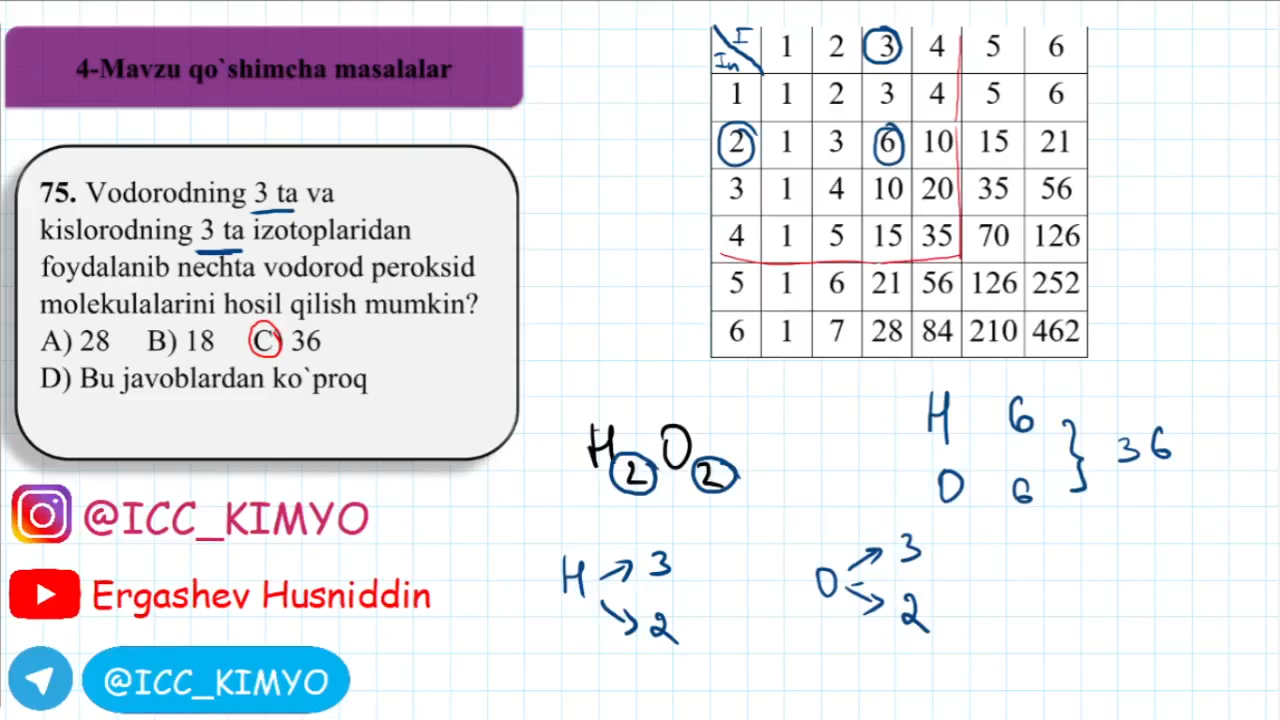 4-Mavzu qo`shimcha masalalar
75. Vodorodning 3 ta va
kislorodning 3 ta izotoplaridan
foydalanib nechta vodorod peroksid
molekulalarini hosil qilish mumkin?
A) 28 B) 18 C) 36
D) Bu javoblardan ko`proq
@ICC_KIMYO
Ergashev Husniddin
@ICC_KIMYO
I
In 1 2 3 4 5 6
1 1 2 3 4 5 6
2 1 3 6 10 15 21
3 1 4 10 20 35 56
4 1 5 15 35 70 126
5 1 6 21 56 126 252
6 1 7 28 84 210 462
H2O2
H 6
O 6
} 36
H → 3
→ 2
O → 3
→ 2